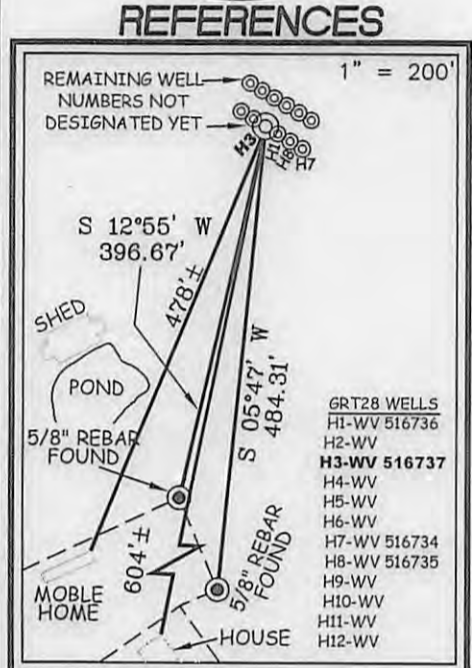 REFERENCES
1" = 200'
REMAINING WELL
NUMBERS NOT
DESIGNATED YET
H3
H1
H8
H7
S 12°55' W
396.67'
478'±
S 05°47' W
484.31'
SHED
POND
5/8" REBAR
FOUND
604'±
5/8" REBAR
FOUND
MOBLE
HOME
HOUSE
GRT28 WELLS
H1-WV 516736
H2-WV
H3-WV 516737
H4-WV
H5-WV
H6-WV
H7-WV 516734
H8-WV 516735
H9-WV
H10-WV
H11-WV
H12-WV